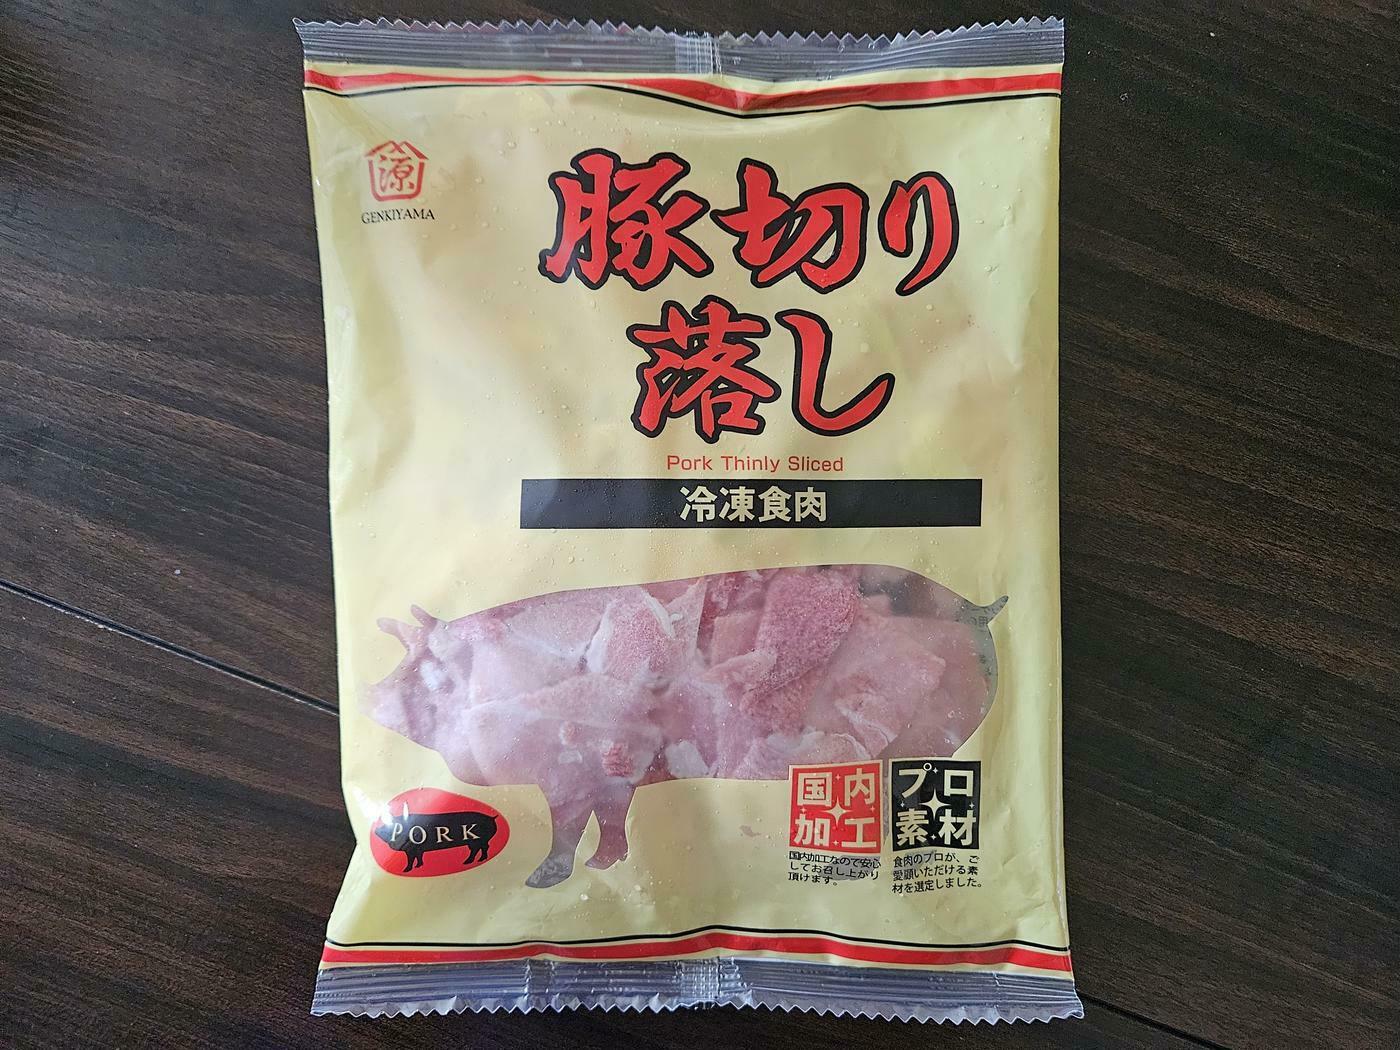 源
GENKIYAMA
豚切り
落し
Pork Thinly Sliced
冷凍食肉
PORK
国内
加工
国内加工なので安心
してお召し上がり
頂けます。
プロ
素材
食肉のプロが、ご
愛顧いただける素
材を選定しました。